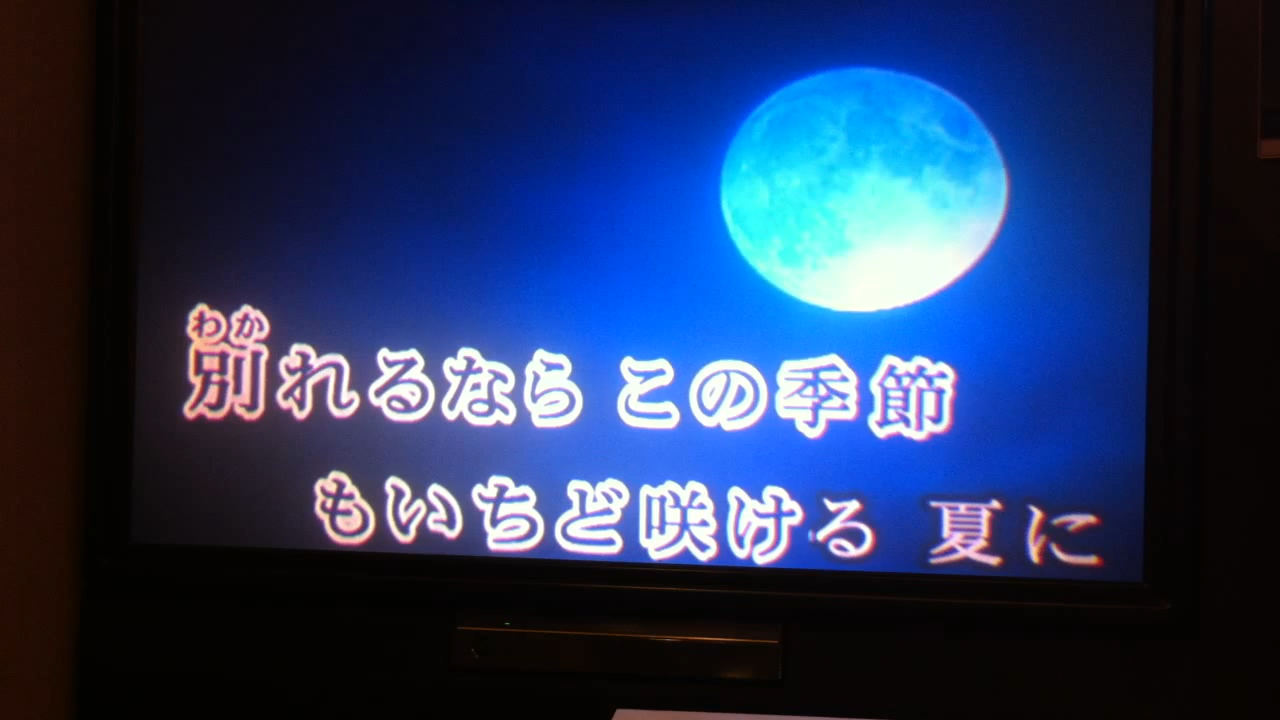 わか
別れるなら この季節
もいちど咲ける 夏に